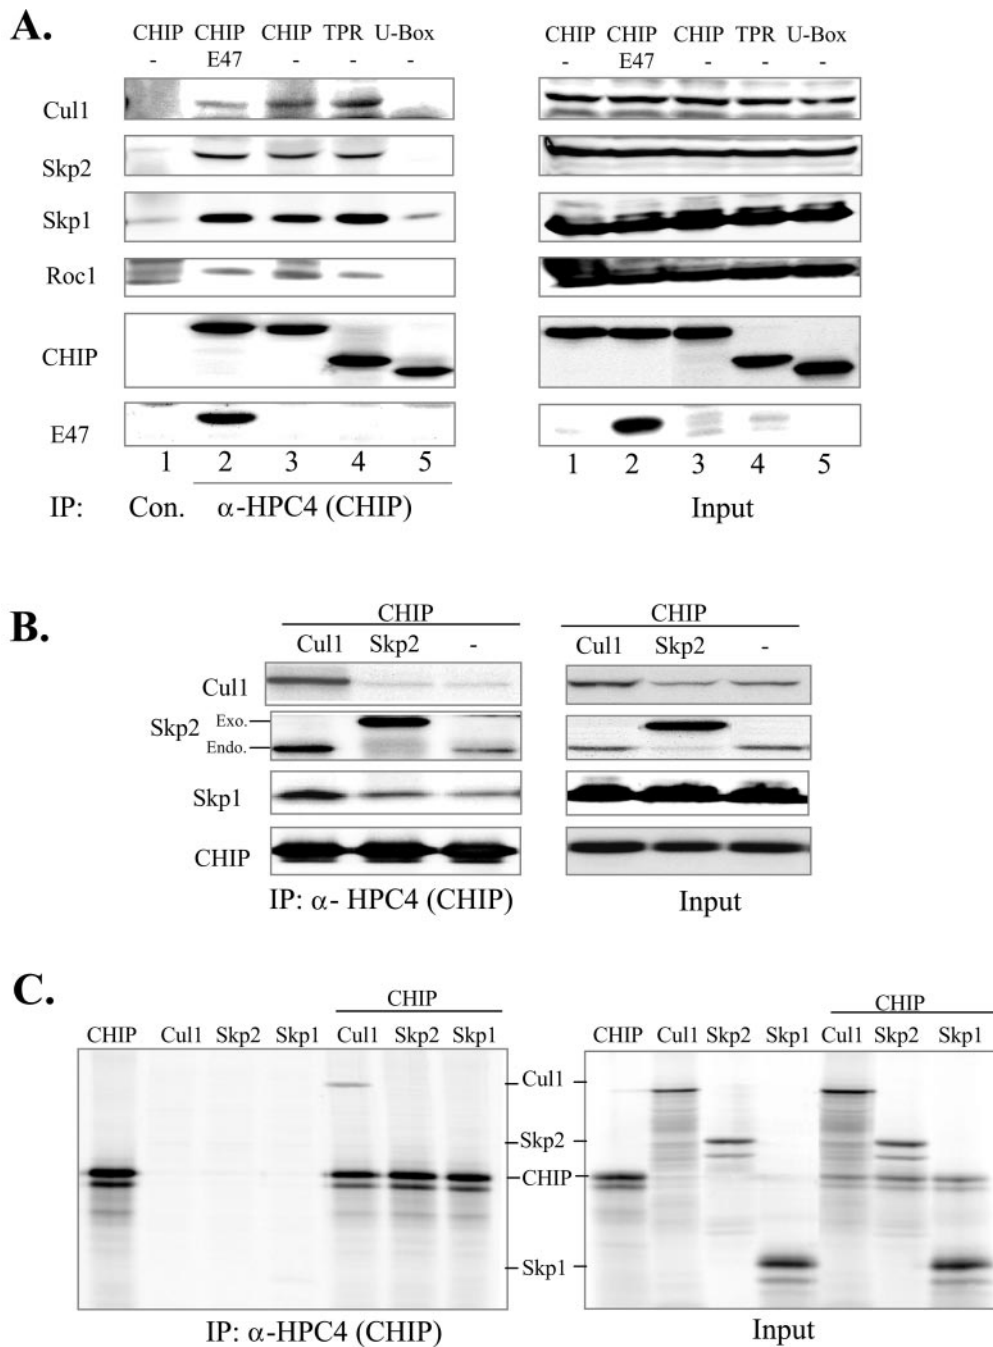 A.
CHIP CHIP CHIP TPR U-Box
- E47 - - -
CHIP CHIP CHIP TPR U-Box
- E47 - - -
Cul1
Skp2
Skp1
Roc1
CHIP
E47
1 2 3 4 5
1 2 3 4 5
IP: Con. α-HPC4 (CHIP)
Input
B.
CHIP
CHIP
Cul1 Skp2 -
Cul1 Skp2 -
Cul1
Skp2
Exo.
Endo.
Skp1
CHIP
IP: α- HPC4 (CHIP)
Input
C.
CHIP
CHIP
CHIP Cul1 Skp2 Skp1 Cul1 Skp2 Skp1
CHIP Cul1 Skp2 Skp1 Cul1 Skp2 Skp1
Cul1
Skp2
CHIP
Skp1
IP: α-HPC4 (CHIP)
Input